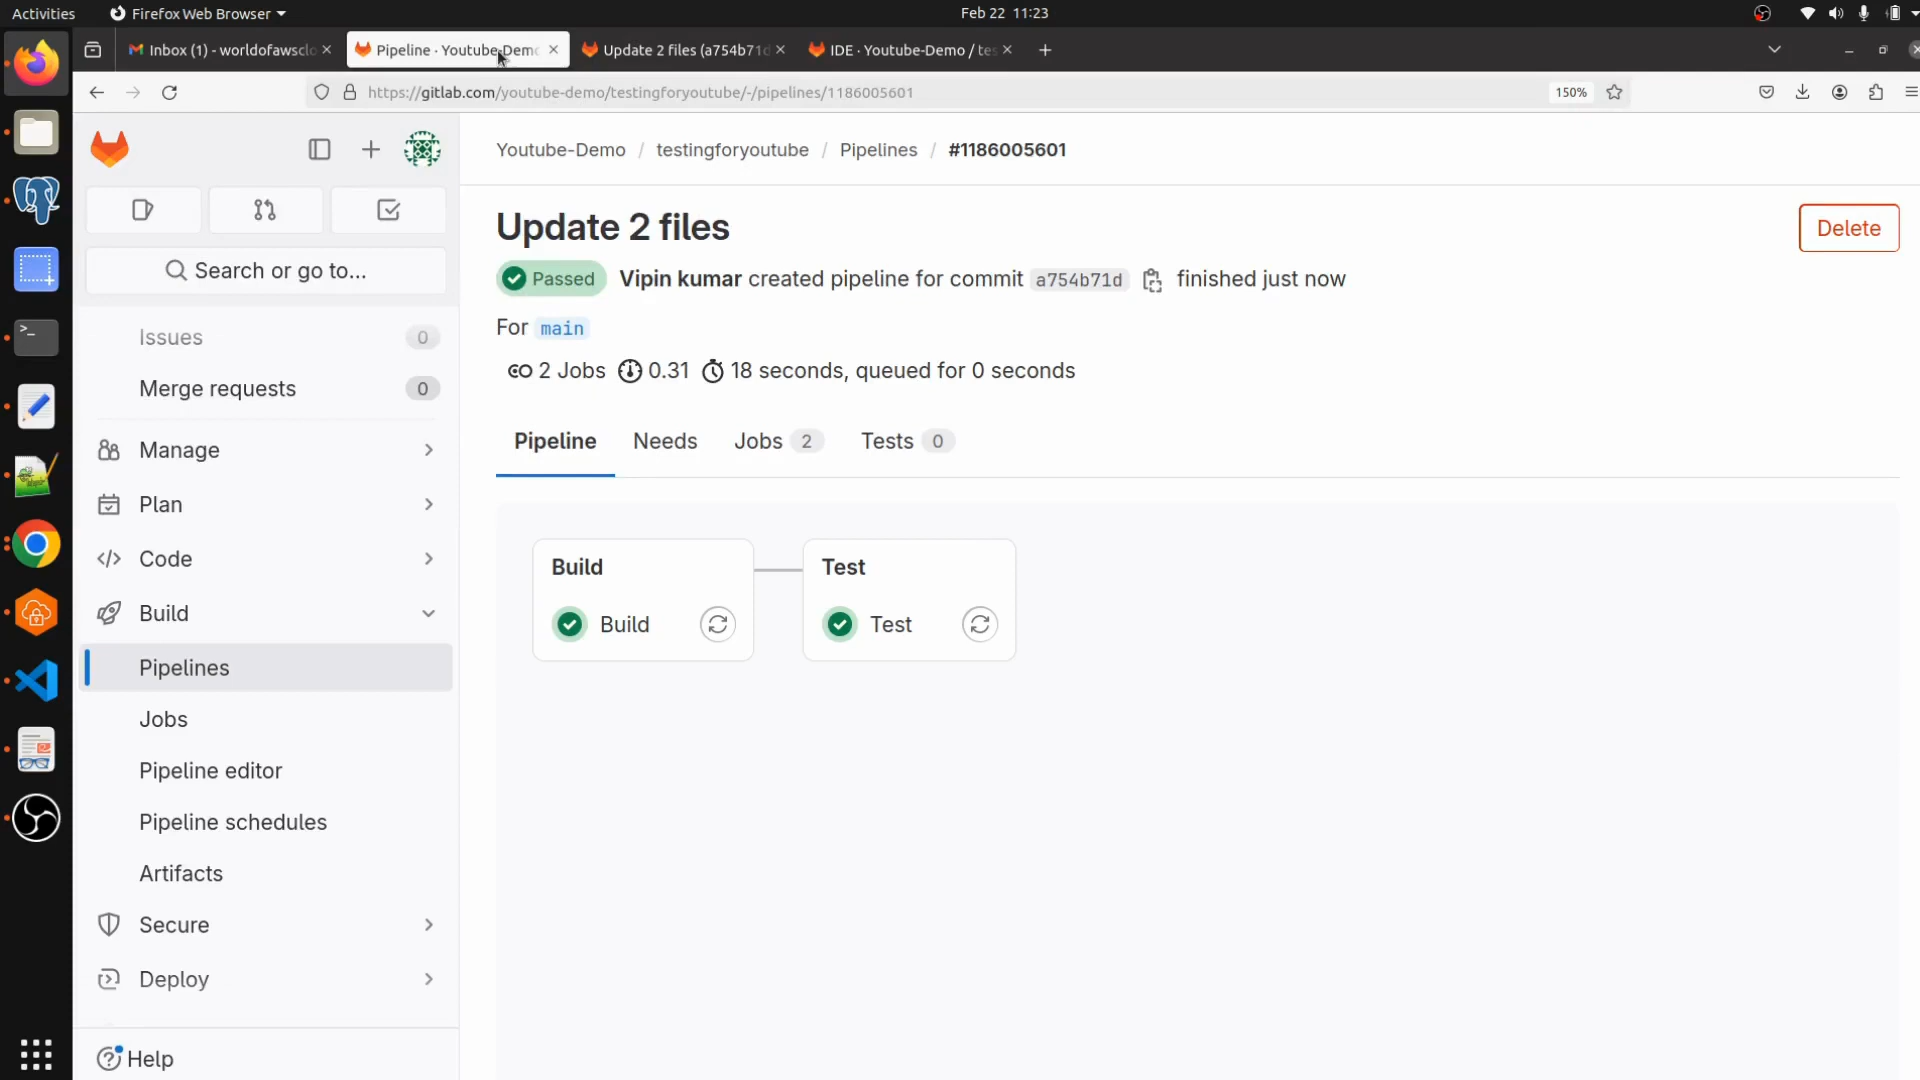 Activities
Firefox Web Browser
Feb 22 11:23
Inbox (1) - worldofawsclo
Pipeline · Youtube-Demo
Update 2 files (a754b71d
IDE · Youtube-Demo / tes
https://gitlab.com/youtube-demo/testingforyoutube/-/pipelines/1186005601
150%
Youtube-Demo / testingforyoutube / Pipelines / #1186005601
Search or go to...
Issues 0
Merge requests 0
Manage
Plan
Code
Build
Pipelines
Jobs
Pipeline editor
Pipeline schedules
Artifacts
Secure
Deploy
Help
Update 2 files
Delete
Passed Vipin kumar created pipeline for commit a754b71d finished just now
For main
2 Jobs 0.31 18 seconds, queued for 0 seconds
Pipeline Needs Jobs 2 Tests 0
Build
Build
Test
Test